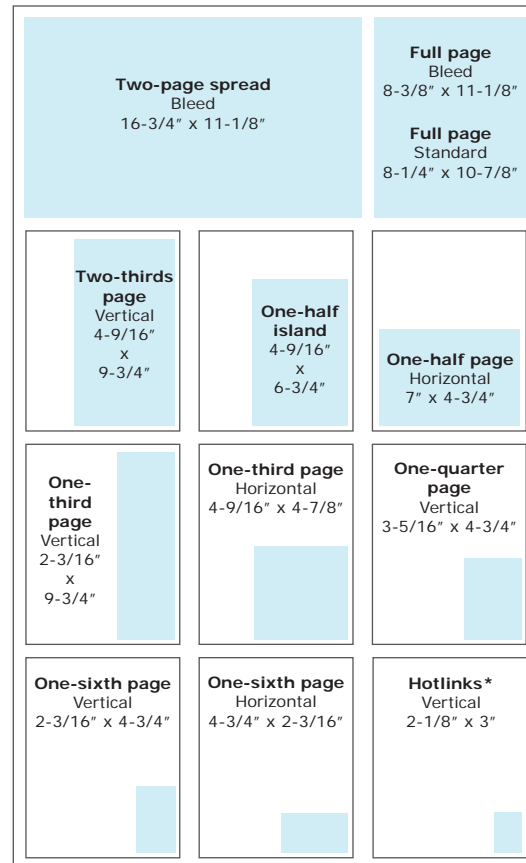 Two-page spread
Bleed
16-3/4″ x 11-1/8″
Full page
Bleed
8-3/8″ x 11-1/8″
Full page
Standard
8-1/4″ x 10-7/8″
Two-thirds
page
Vertical
4-9/16″
x
9-3/4″
One-half
island
4-9/16″
x
6-3/4″
One-half page
Horizontal
7″ x 4-3/4″
One-
third
page
Vertical
2-3/16″
x
9-3/4″
One-third page
Horizontal
4-9/16″ x 4-7/8″
One-quarter
page
Vertical
3-5/16″ x 4-3/4″
One-sixth page
Vertical
2-3/16″ x 4-3/4″
One-sixth page
Horizontal
4-3/4″ x 2-3/16″
Hotlinks*
Vertical
2-1/8″ x 3″